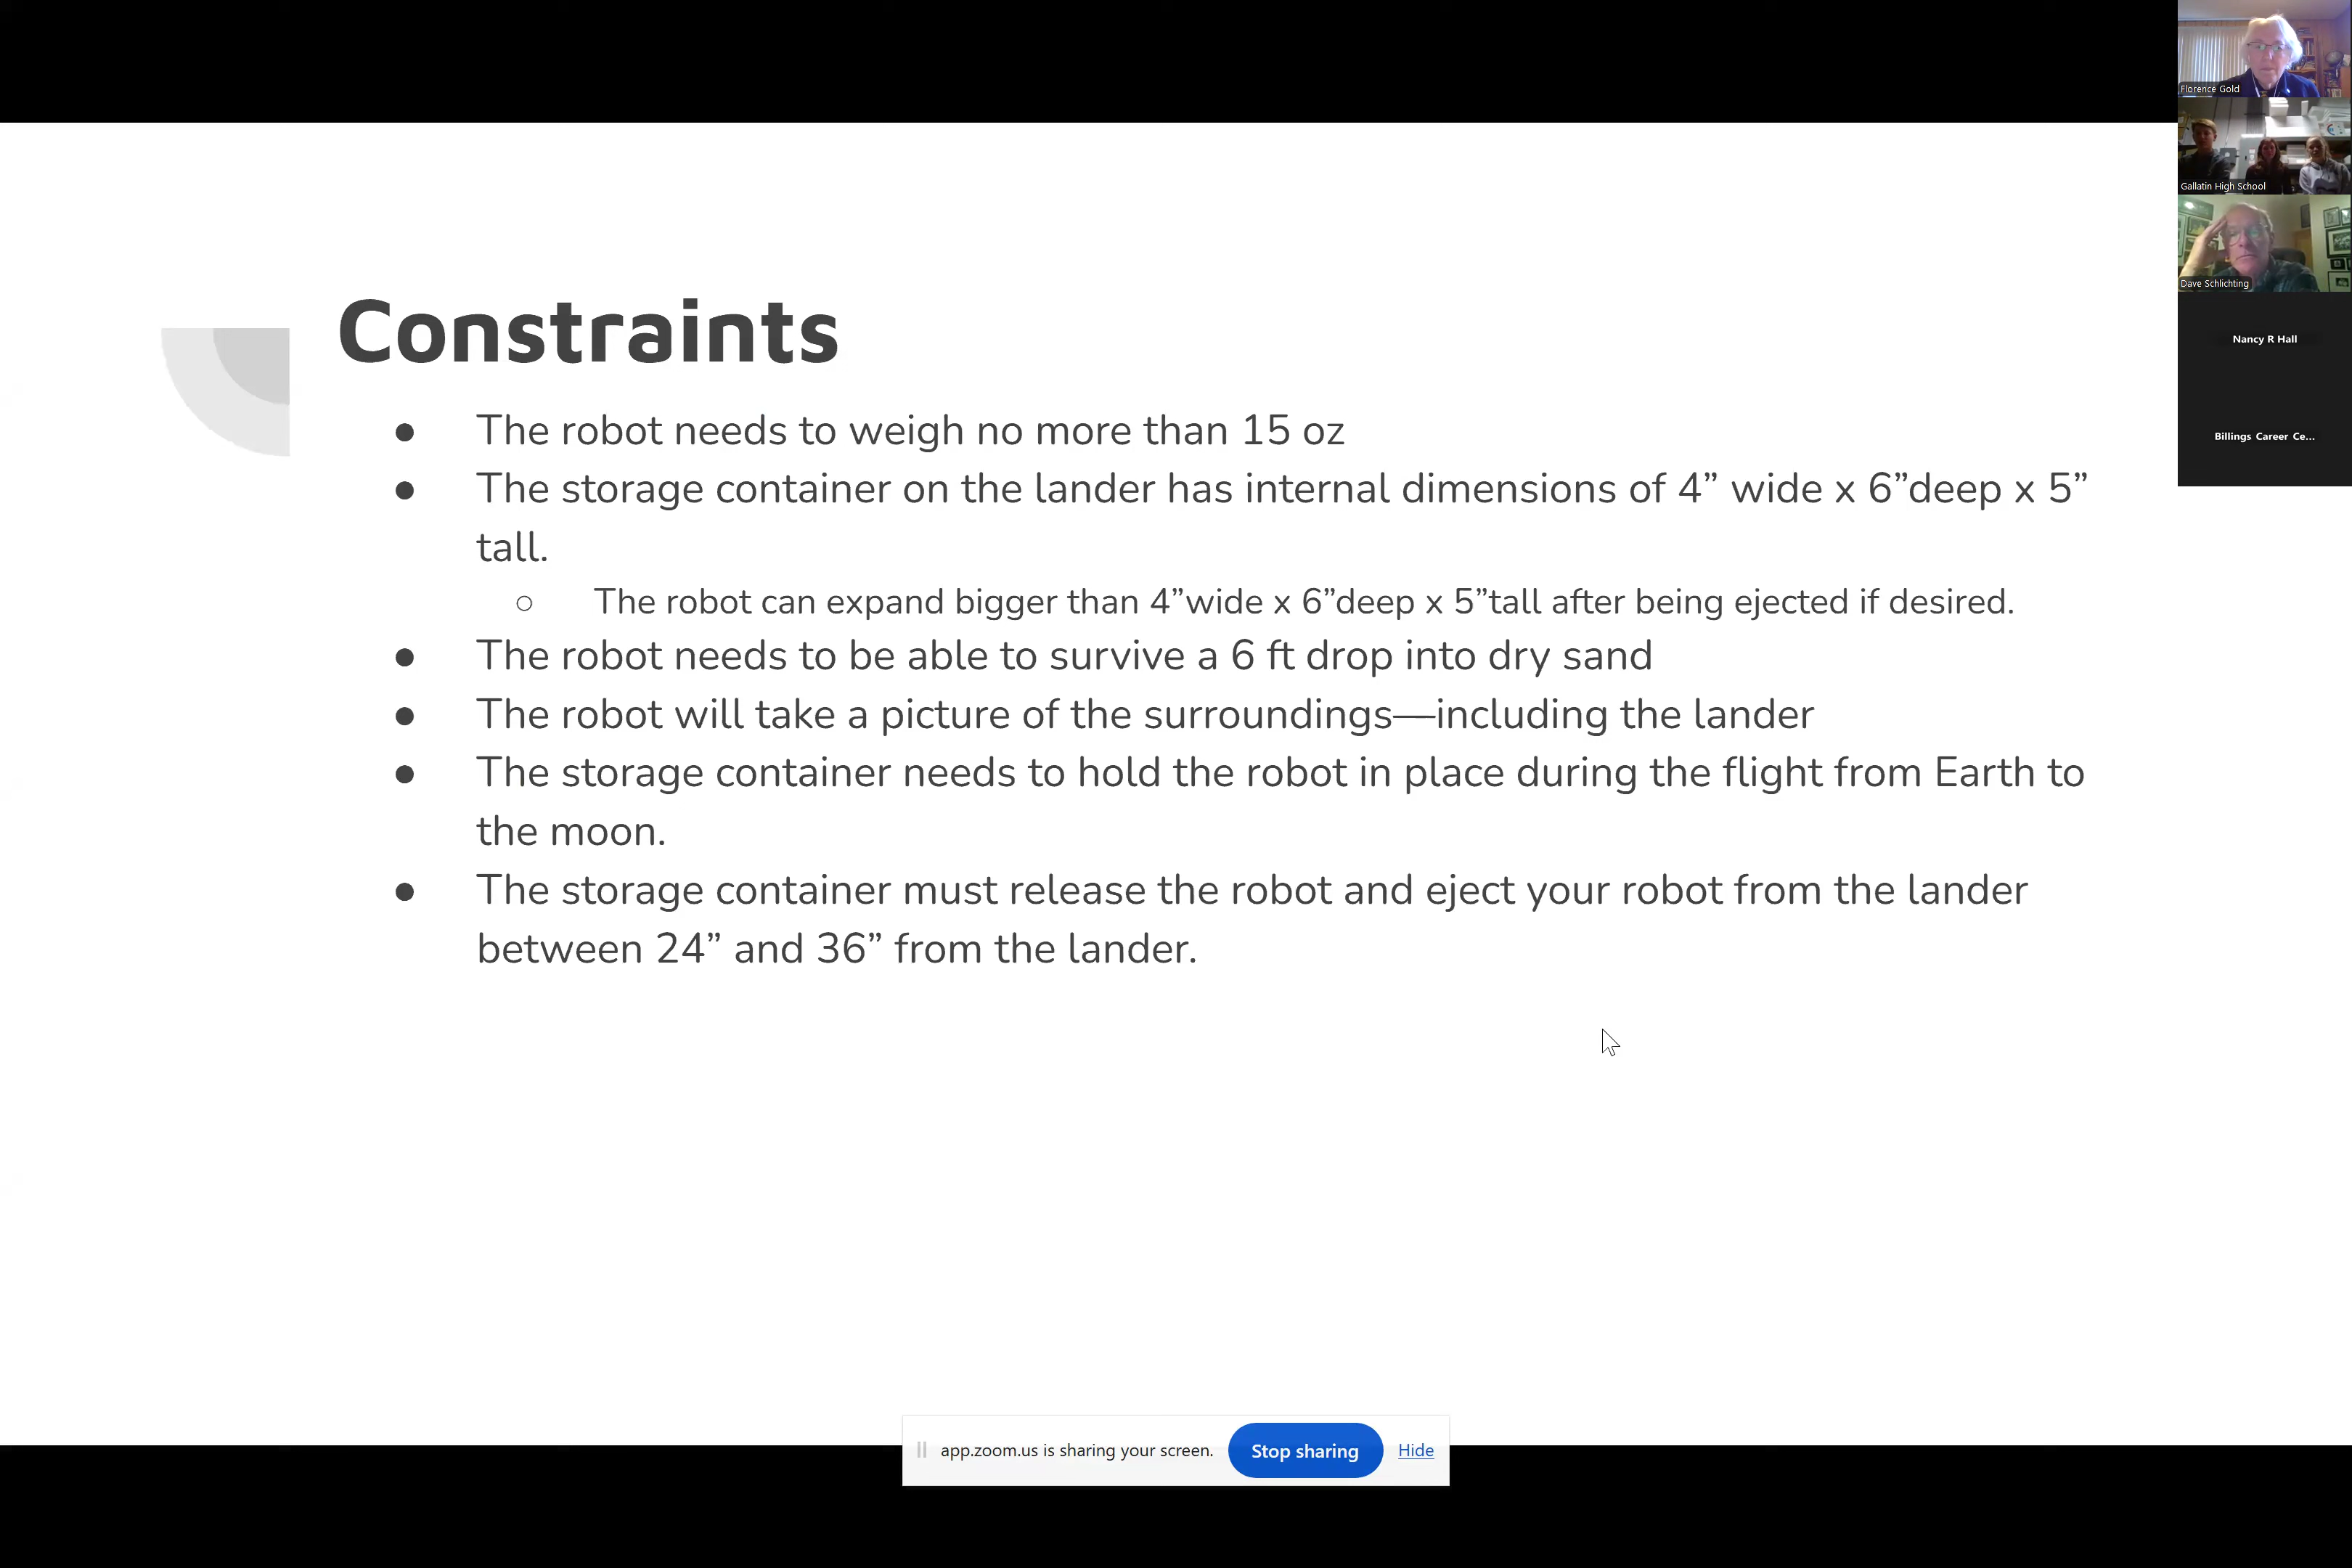 Constraints
● The robot needs to weigh no more than 15 oz
● The storage container on the lander has internal dimensions of 4” wide x 6”deep x 5”
tall.
○ The robot can expand bigger than 4”wide x 6”deep x 5”tall after being ejected if desired.
● The robot needs to be able to survive a 6 ft drop into dry sand
● The robot will take a picture of the surroundings—including the lander
● The storage container needs to hold the robot in place during the flight from Earth to
the moon.
● The storage container must release the robot and eject your robot from the lander
between 24” and 36” from the lander.
Florence Gold
Gallatin High School
Dave Schlichting
Nancy R Hall
Billings Career Ce...
app.zoom.us is sharing your screen. Stop sharing Hide